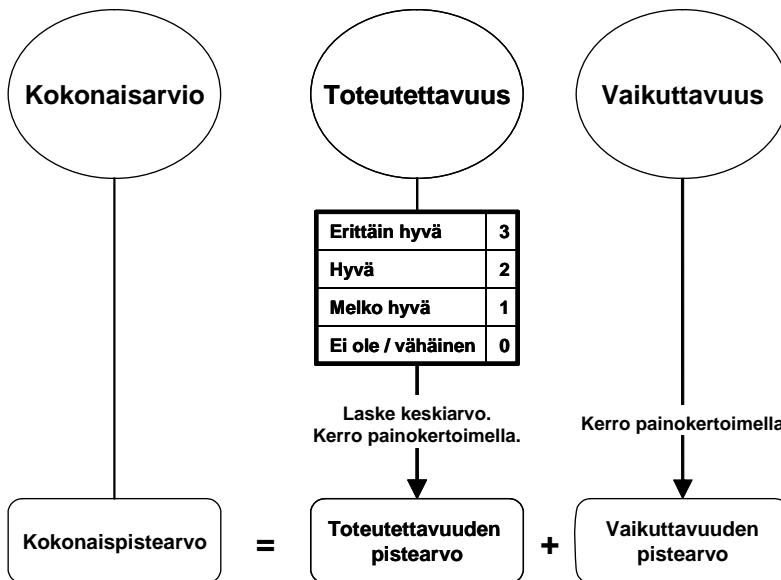 Kokonaisarvio
Toteutettavuus
Vaikuttavuus
Erittäin hyvä 3
Hyvä 2
Melko hyvä 1
Ei ole / vähäinen 0
Laske keskiarvo.
Kerro painokertoimella.
Kerro painokertoimella
Kokonaispistearvo
=
Toteutettavuuden
pistearvo
+
Vaikuttavuuden
pistearvo